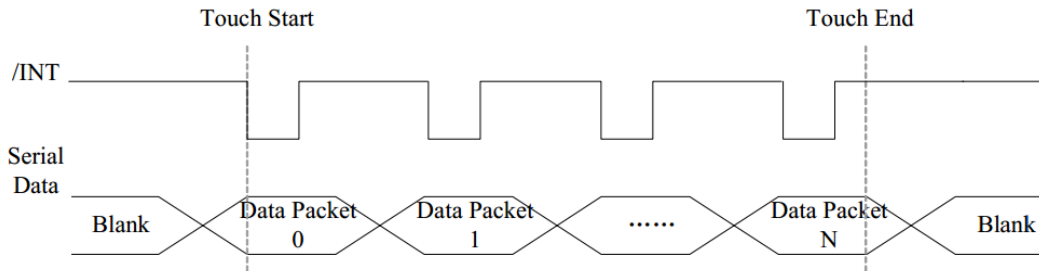 Touch Start
Touch End
/INT
Serial
Data
Blank
Data Packet
0
Data Packet
1
......
Data Packet
N
Blank